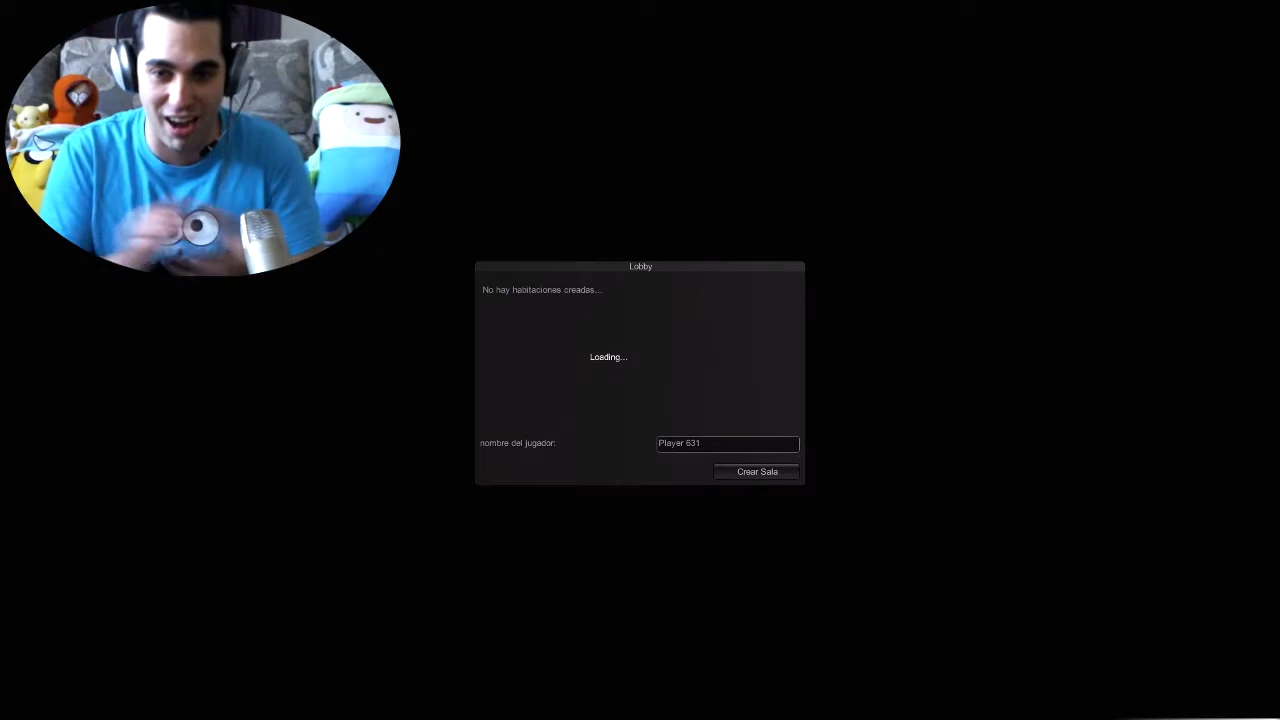 Lobby
No hay habitaciones creadas...
Loading...
nombre del jugador: Player 631
Crear Sala